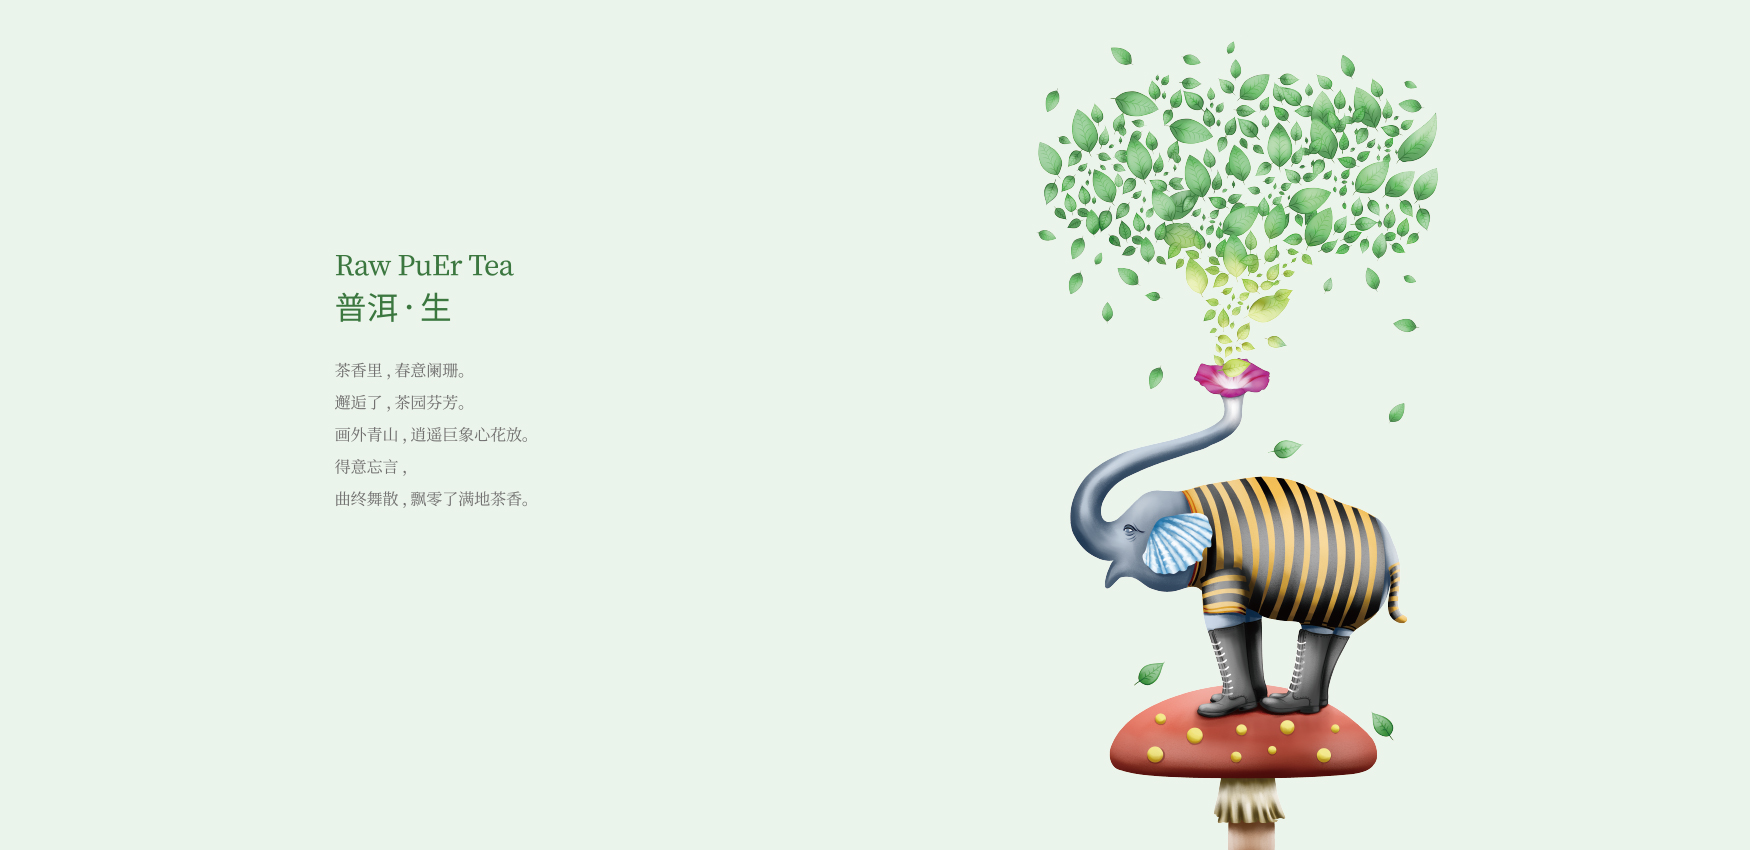 Raw PuEr Tea
普洱·生
茶香里 , 春意阑珊。
邂逅了 , 茶园芬芳。
画外青山 , 逍遥巨象心花放。
得意忘言 ,
曲终舞散 , 飘零了满地茶香。